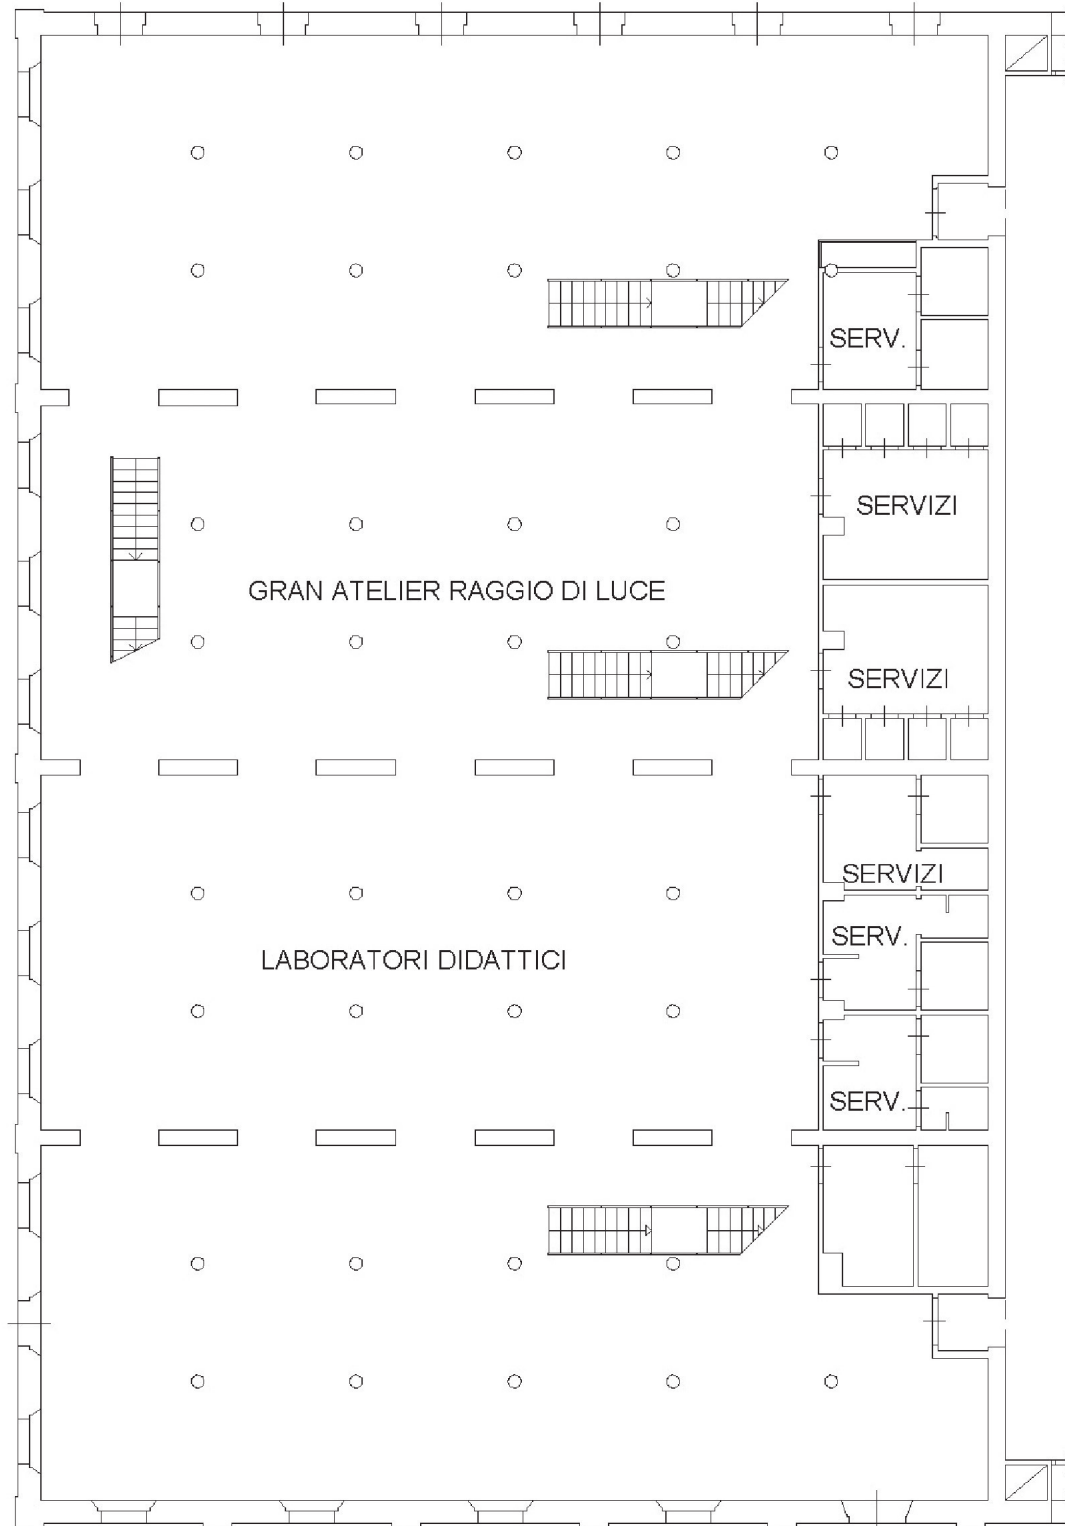 SERV.
SERVIZI
GRAN ATELIER RAGGIO DI LUCE
SERVIZI
SERVIZI
SERV.
LABORATORI DIDATTICI
SERV.